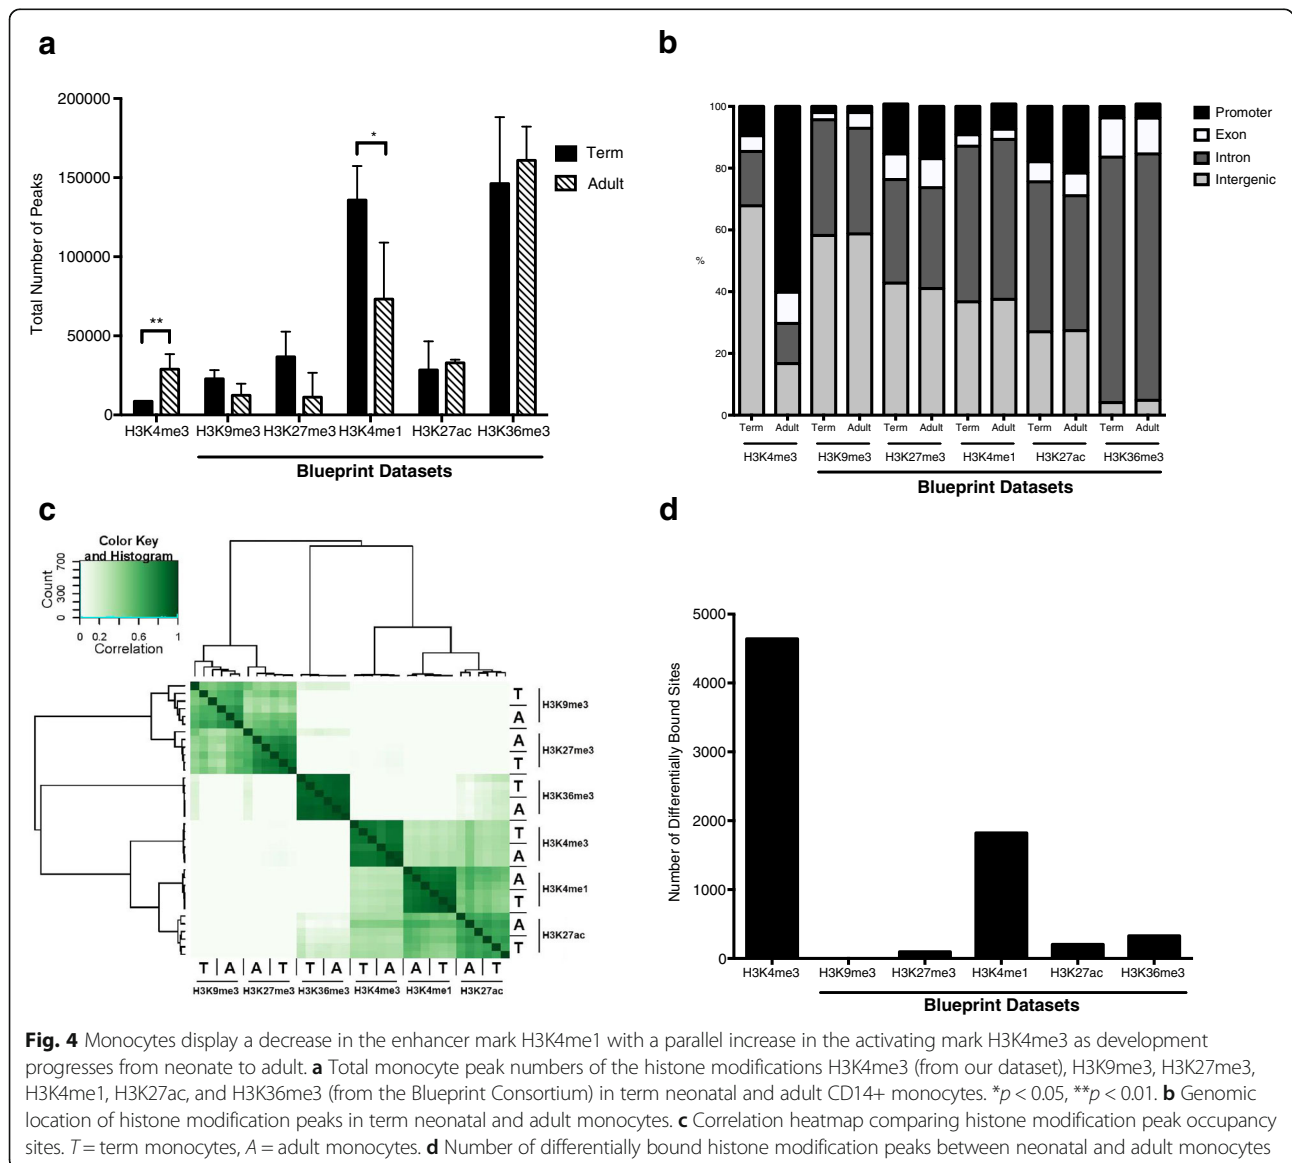 a
200000
150000
100000
50000
0
Total Number of Peaks
**
*
Term
Adult
H3K4me3 H3K9me3 H3K27me3 H3K4me1 H3K27ac H3K36me3
Blueprint Datasets
b
100
80
60
40
20
0
%
Promoter
Exon
Intron
Intergenic
Term Adult Term Adult Term Adult Term Adult Term Adult Term Adult
H3K4me3 H3K9me3 H3K27me3 H3K4me1 H3K27ac H3K36me3
Blueprint Datasets
c
Color Key
and Histogram
Count
700
300
0
0 0.2 0.6 1
Correlation
T
A
H3K9me3
A
T
H3K27me3
T
A
H3K36me3
T
A
H3K4me3
A
T
H3K4me1
A
T
H3K27ac
T A A T T A T A A T A T
H3K9me3 H3K27me3 H3K36me3 H3K4me3 H3K4me1 H3K27ac
d
5000
4000
3000
2000
1000
0
Number of Differentially Bound Sites
H3K4me3 H3K9me3 H3K27me3 H3K4me1 H3K27ac H3K36me3
Blueprint Datasets
Fig. 4 Monocytes display a decrease in the enhancer mark H3K4me1 with a parallel increase in the activating mark H3K4me3 as development
progresses from neonate to adult. a Total monocyte peak numbers of the histone modifications H3K4me3 (from our dataset), H3K9me3, H3K27me3,
H3K4me1, H3K27ac, and H3K36me3 (from the Blueprint Consortium) in term neonatal and adult CD14+ monocytes. *p < 0.05, **p < 0.01. b Genomic
location of histone modification peaks in term neonatal and adult monocytes. c Correlation heatmap comparing histone modification peak occupancy
sites. T = term monocytes, A = adult monocytes. d Number of differentially bound histone modification peaks between neonatal and adult monocytes